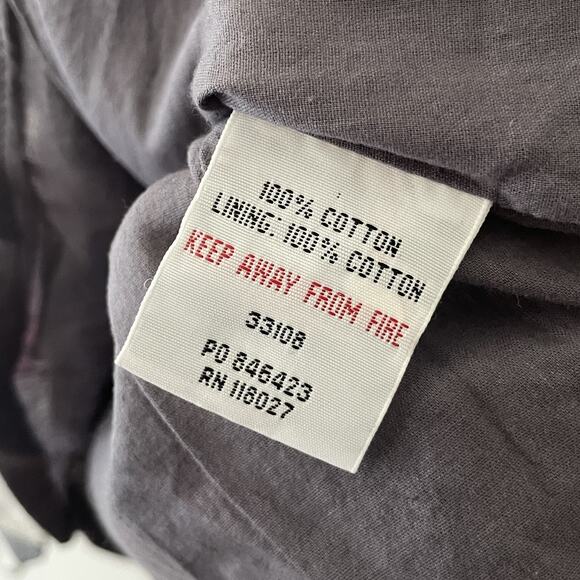 100% COTTON
LINING: 100% COTTON
KEEP AWAY FROM FIRE
33108
PO 846423
RN 116027